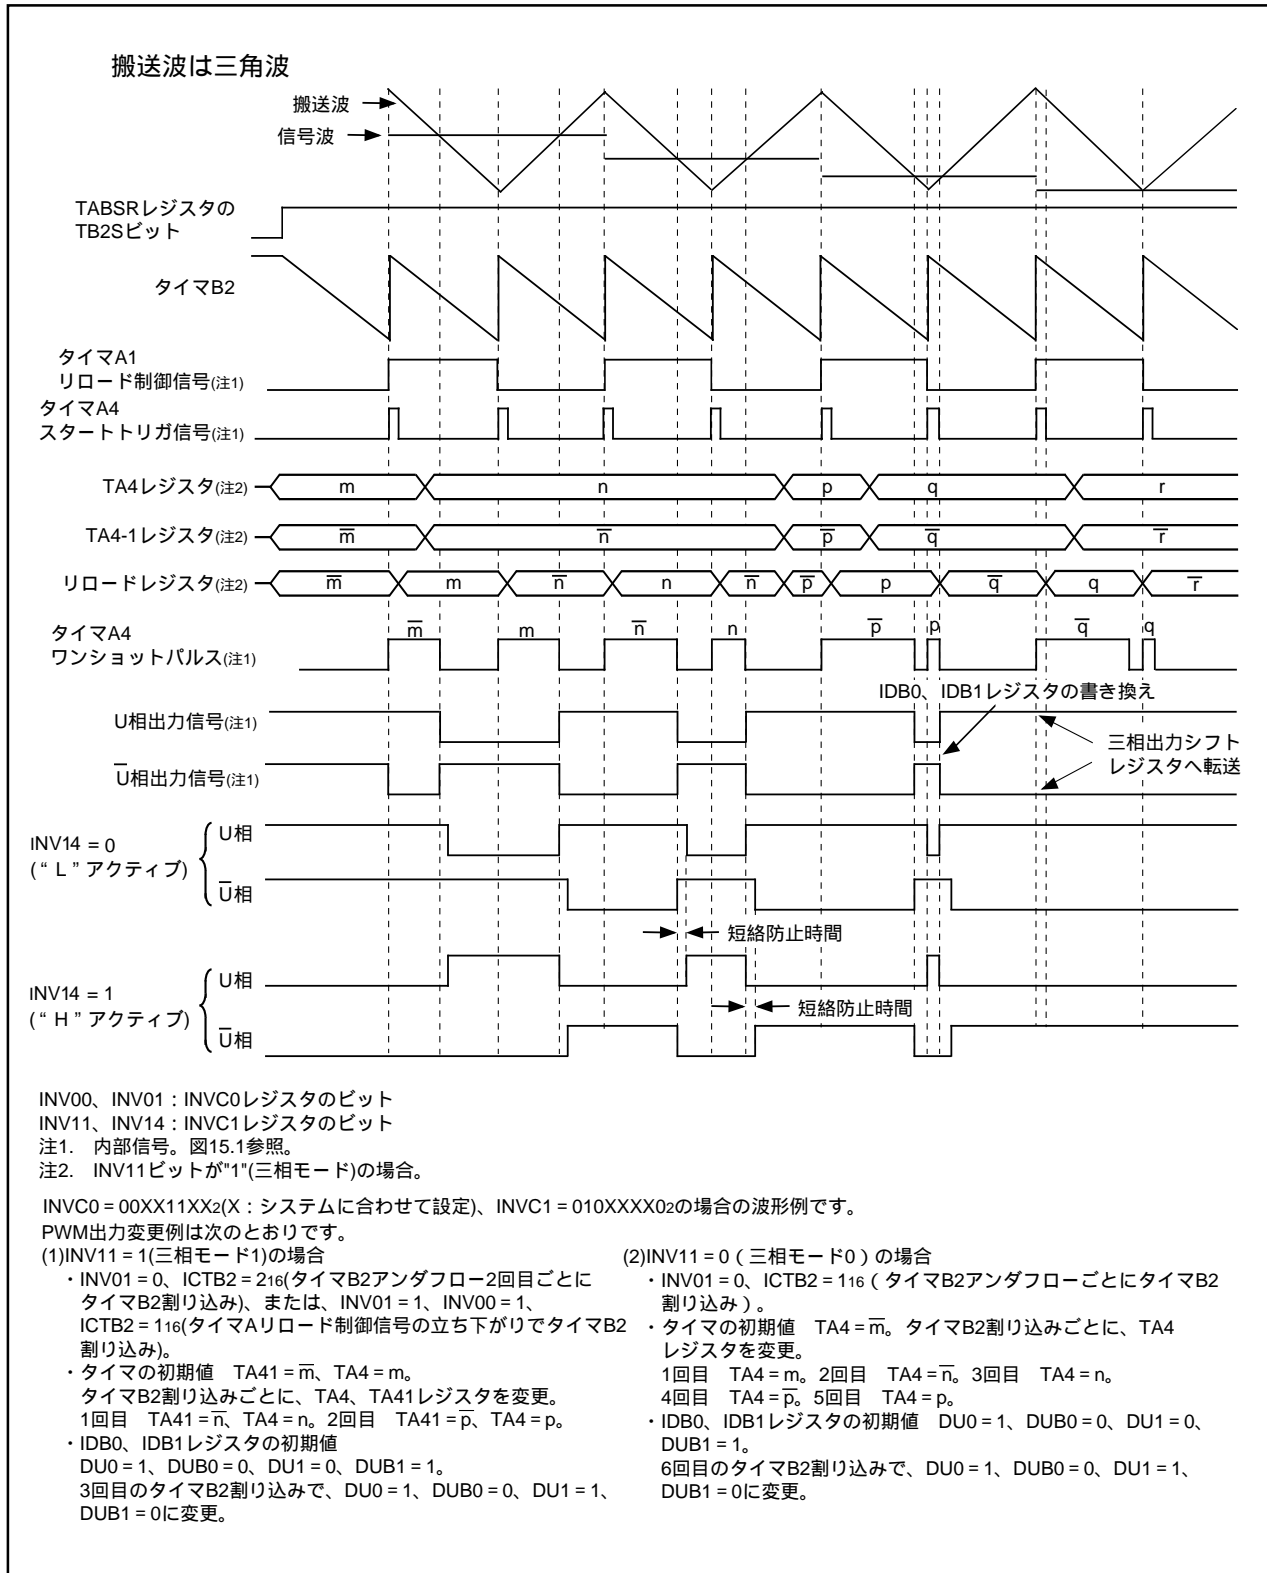 搬送波は三角波
搬送波
信号波
TABSRレジスタの
TB2Sビット
タイマB2
タイマA1
リロード制御信号(注1)
タイマA4
スタートトリガ信号(注1)
TA4レジスタ(注2) m n p q r
TA4-1レジスタ(注2) m̅ n̅ p̅ q̅ r̅
リロードレジスタ(注2) m̅ m n̅ n n̅ p̅ p q̅ q r̅
タイマA4
ワンショットパルス(注1)
m̅ m n̅ n p̅ p q̅ q
IDB0、IDB1レジスタの書き換え
U相出力信号(注1)
三相出力シフト
レジスタへ転送
U̅相出力信号(注1)
INV14 = 0
(“ L ” アクティブ)
U相
U̅相
短絡防止時間
INV14 = 1
(“ H ” アクティブ)
U相
U̅相
短絡防止時間
INV00、INV01：INVC0レジスタのビット
INV11、INV14：INVC1レジスタのビット
注1. 内部信号。図15.1参照。
注2. INV11ビットが"1"(三相モード)の場合。
INVC0 = 00XX11XX2(X：システムに合わせて設定)、INVC1 = 010XXXX02の場合の波形例です。
PWM出力変更例は次のとおりです。
(1)INV11 = 1(三相モード1)の場合
・INV01 = 0、ICTB2 = 216(タイマB2アンダフロー2回目ごとに
タイマB2割り込み)、または、INV01 = 1、INV00 = 1、
ICTB2 = 116(タイマAリロード制御信号の立ち下がりでタイマB2
割り込み)。
・タイマの初期値 TA41 = m̅、TA4 = m。
タイマB2割り込みごとに、TA4、TA41レジスタを変更。
1回目 TA41 = n̅、TA4 = n。2回目 TA41 = p̅、TA4 = p。
・IDB0、IDB1レジスタの初期値
DU0 = 1、DUB0 = 0、DU1 = 0、DUB1 = 1。
3回目のタイマB2割り込みで、DU0 = 1、DUB0 = 0、DU1 = 1、
DUB1 = 0に変更。
(2)INV11 = 0（三相モード0）の場合
・INV01 = 0、ICTB2 = 116（タイマB2アンダフローごとにタイマB2
割り込み）。
・タイマの初期値 TA4 = m̅。タイマB2割り込みごとに、TA4
レジスタを変更。
1回目 TA4 = m。2回目 TA4 = n̅。3回目 TA4 = n。
4回目 TA4 = p̅。5回目 TA4 = p。
・IDB0、IDB1レジスタの初期値 DU0 = 1、DUB0 = 0、DU1 = 0、
DUB1 = 1。
6回目のタイマB2割り込みで、DU0 = 1、DUB0 = 0、DU1 = 1、
DUB1 = 0に変更。